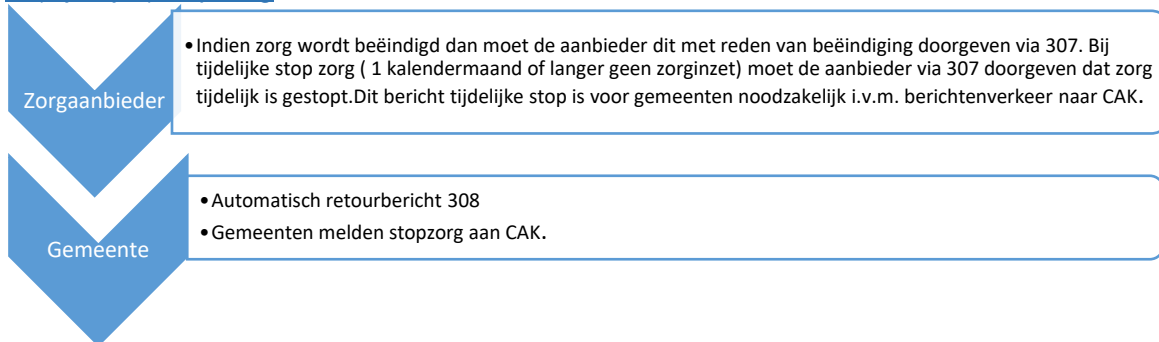 Zorgaanbieder
•Indien zorg wordt beëindigd dan moet de aanbieder dit met reden van beëindiging doorgeven via 307. Bij
tijdelijke stop zorg ( 1 kalendermaand of langer geen zorginzet) moet de aanbieder via 307 doorgeven dat zorg
tijdelijk is gestopt.Dit bericht tijdelijke stop is voor gemeenten noodzakelijk i.v.m. berichtenverkeer naar CAK.
Gemeente
•Automatisch retourbericht 308
•Gemeenten melden stopzorg aan CAK.